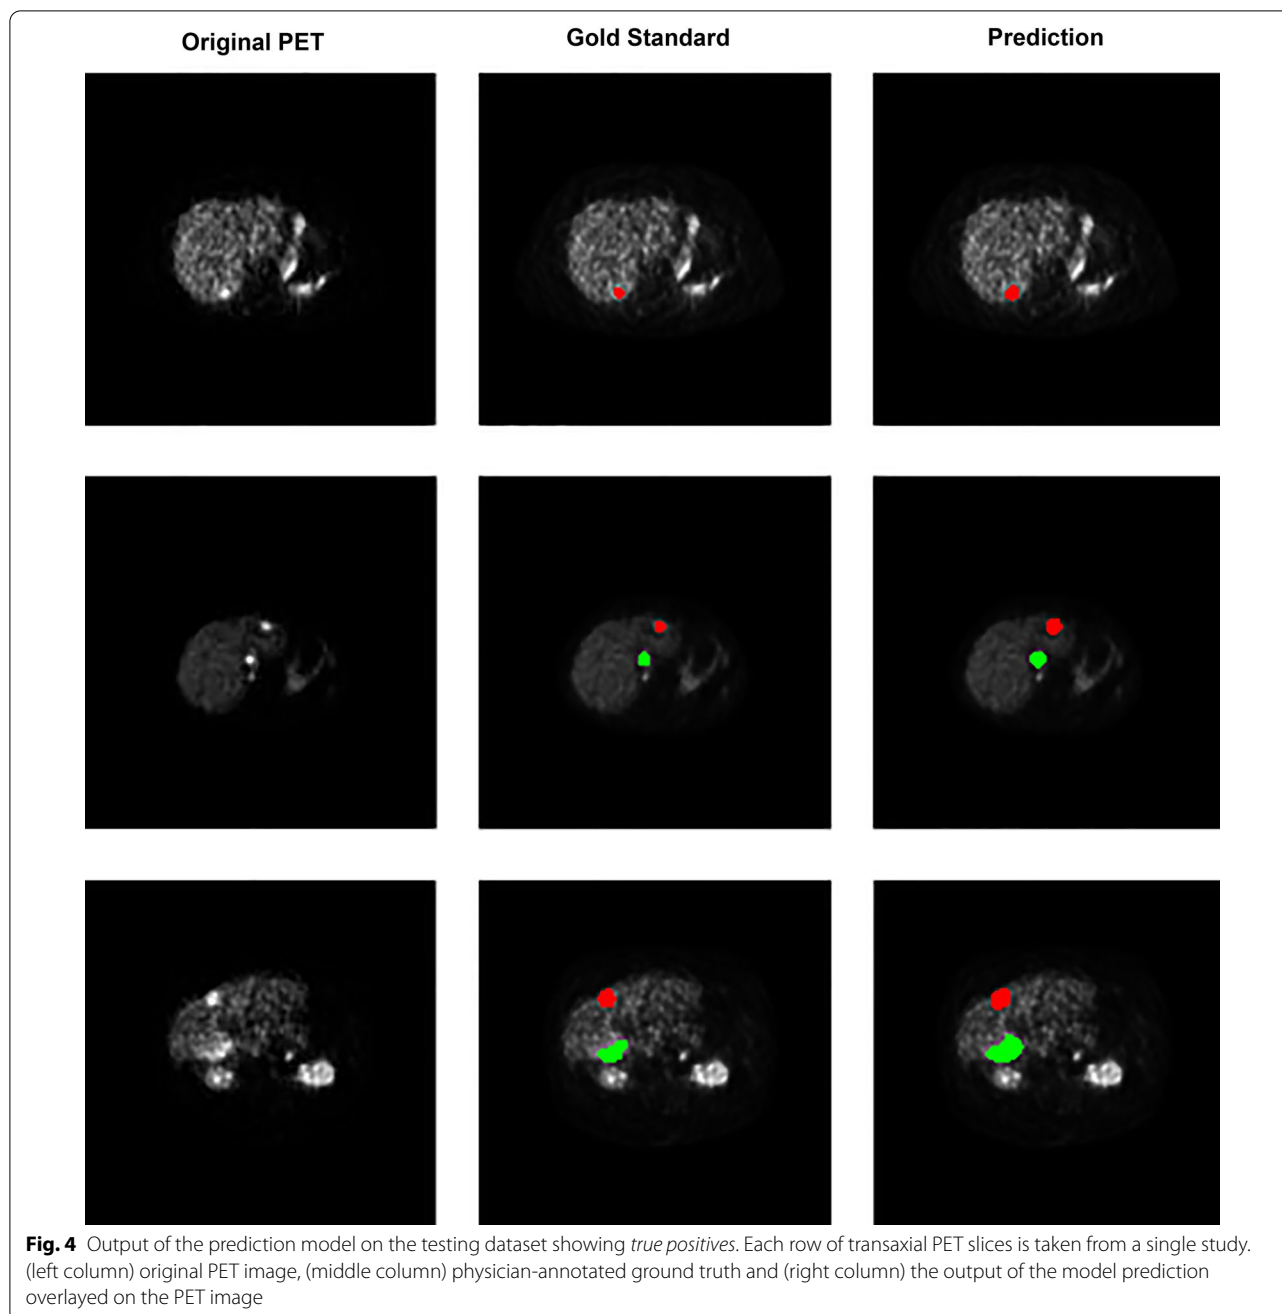 Original PET
Gold Standard
Prediction
Fig. 4 Output of the prediction model on the testing dataset showing true positives. Each row of transaxial PET slices is taken from a single study.
(left column) original PET image, (middle column) physician-annotated ground truth and (right column) the output of the model prediction
overlayed on the PET image